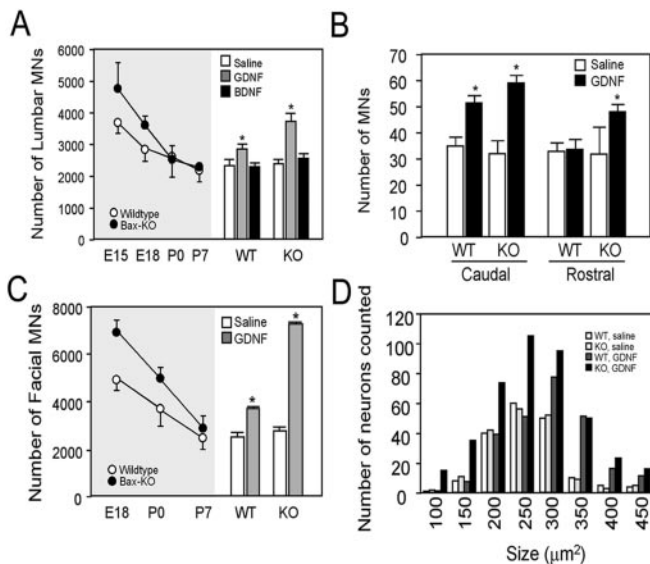 A
Number of Lumbar MNs
6000
5000
4000
3000
2000
1000
0
Saline
GDNF
BDNF
*
*
Wildtype
Bax-KO
E15 E18 P0 P7 WT KO
B
Number of MNs
70
60
50
40
30
20
10
0
Saline
GDNF
*
*
*
WT KO WT KO
Caudal Rostral
C
Number of Facial MNs
8000
6000
4000
2000
0
Saline
GDNF
*
*
Wildtype
Bax-KO
E18 P0 P7 WT KO
D
Number of neurons counted
120
100
80
60
40
20
0
WT, saline
KO, saline
WT, GDNF
KO, GDNF
100 150 200 250 300 350 400 450
Size (µm²)